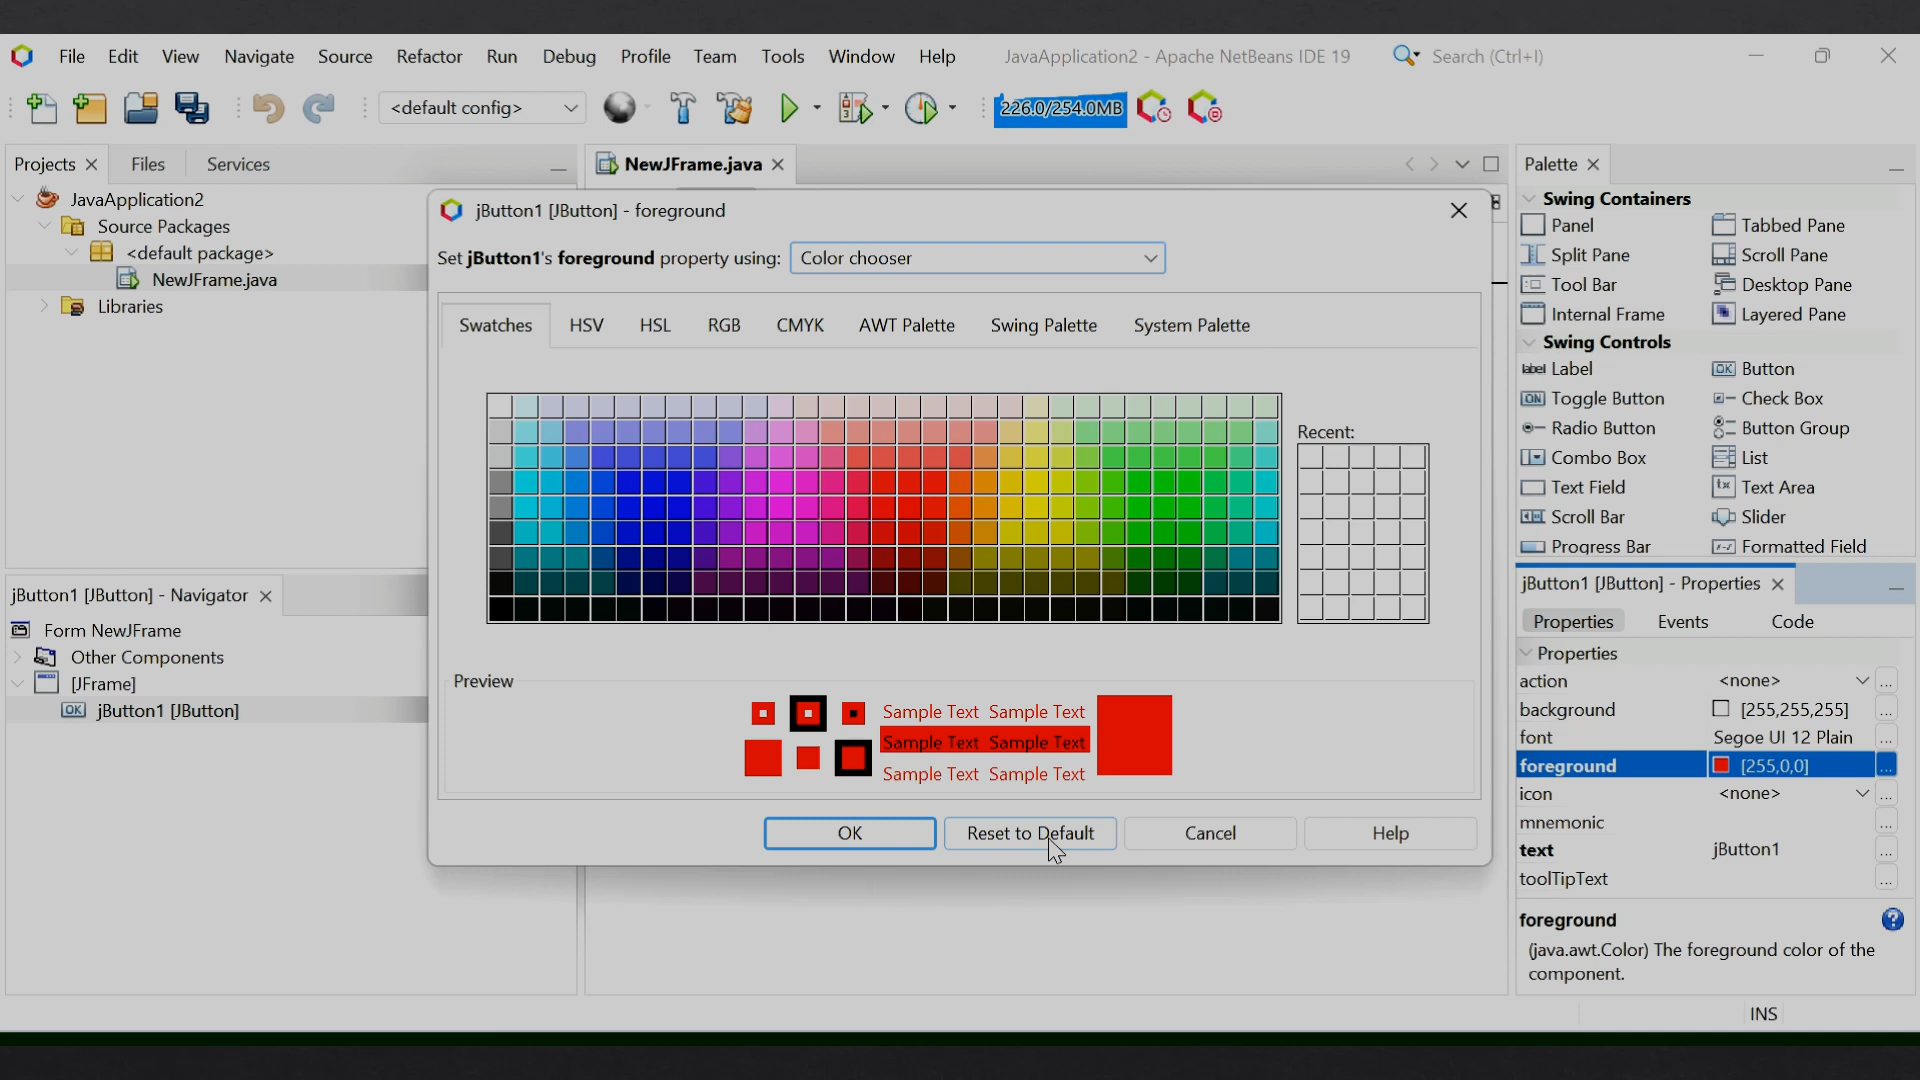 File Edit View Navigate Source Refactor Run Debug Profile Team Tools Window Help JavaApplication2 - Apache NetBeans IDE 19 Search (Ctrl+I)
<default config> 226.0/254.0MB
Projects Files Services
JavaApplication2
Source Packages
<default package>
NewJFrame.java
Libraries
jButton1 [JButton] - Navigator
Form NewJFrame
Other Components
[JFrame]
OK jButton1 [JButton]
NewJFrame.java
jButton1 [JButton] - foreground
Set jButton1's foreground property using: Color chooser
Swatches HSV HSL RGB CMYK AWT Palette Swing Palette System Palette
Recent:
Preview
Sample Text Sample Text
Sample Text Sample Text
Sample Text Sample Text
OK Reset to Default Cancel Help
Palette
Swing Containers
Panel Tabbed Pane
Split Pane Scroll Pane
Tool Bar Desktop Pane
Internal Frame Layered Pane
Swing Controls
label Label OK Button
ON Toggle Button Check Box
Radio Button Button Group
Combo Box List
Text Field tx Text Area
Scroll Bar Slider
Progress Bar Formatted Field
jButton1 [JButton] - Properties
Properties Events Code
Properties
action <none> ...
background [255,255,255] ...
font Segoe UI 12 Plain ...
foreground [255,0,0] ...
icon <none> ...
mnemonic ...
text jButton1 ...
toolTipText ...
foreground
(java.awt.Color) The foreground color of the
component.
INS